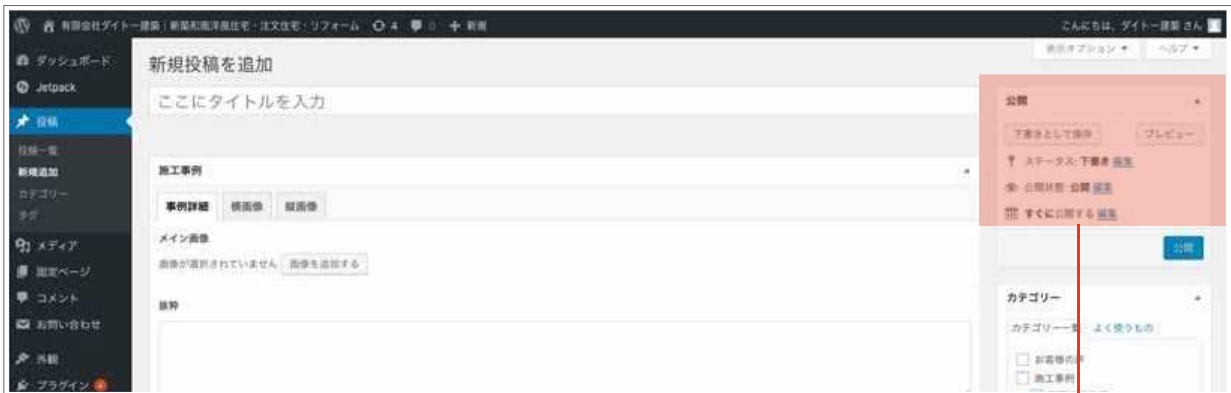 有限会社ダイトー建築｜新築和風洋風住宅・注文住宅・リフォーム 4 0 新規
こんにちは、ダイトー建築 さん
表示オプション ヘルプ
ダッシュボード
Jetpack
投稿
投稿一覧
新規追加
カテゴリー
タグ
メディア
固定ページ
コメント
お問い合わせ
外観
プラグイン
新規投稿を追加
ここにタイトルを入力
施工事例
事例詳細 横画像 縦画像
メイン画像
画像が選択されていません 画像を追加する
抜粋
公開
下書きとして保存 プレビュー
ステータス: 下書き 編集
公開状態: 公開 編集
すぐに公開する 編集
公開
カテゴリー
カテゴリー一覧 よく使うもの
お客様の声
施工事例